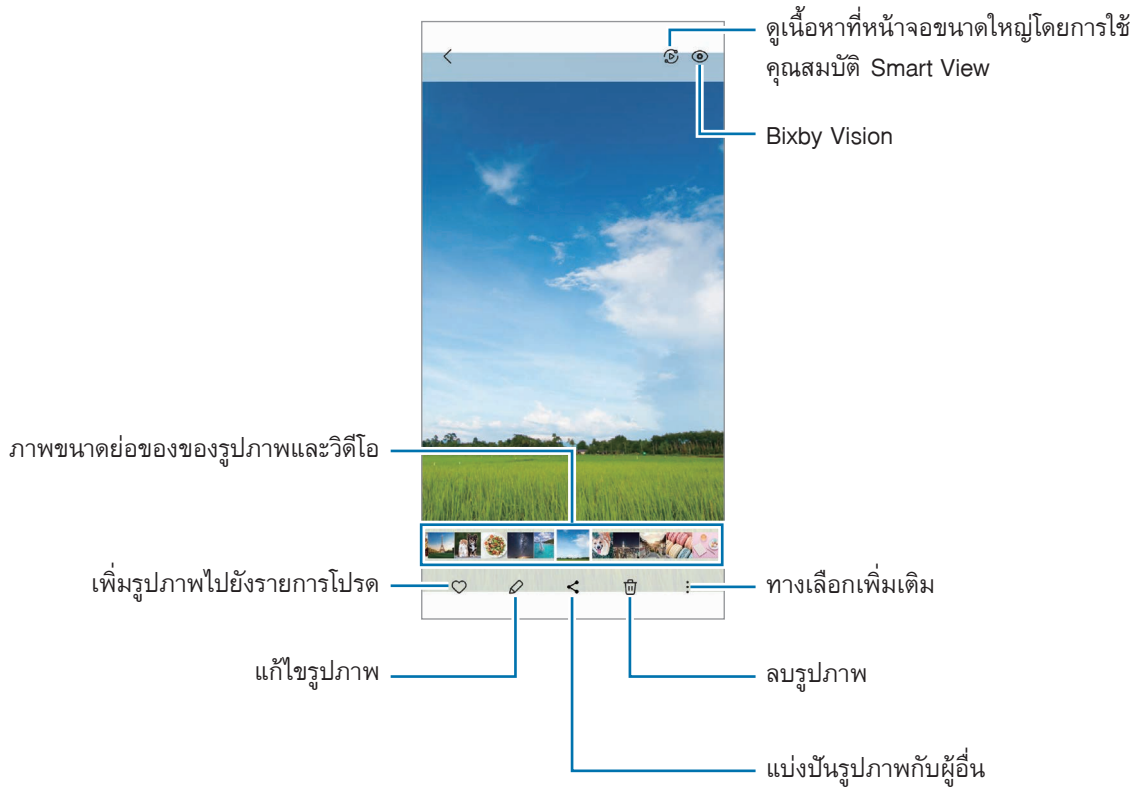 ดูเนื้อหาที่หน้าจอขนาดใหญ่โดยการใช้
คุณสมบัติ Smart View
Bixby Vision
ภาพขนาดย่อของของรูปภาพและวิดีโอ
เพิ่มรูปภาพไปยังรายการโปรด
ทางเลือกเพิ่มเติม
แก้ไขรูปภาพ
ลบรูปภาพ
แบ่งปันรูปภาพกับผู้อื่น